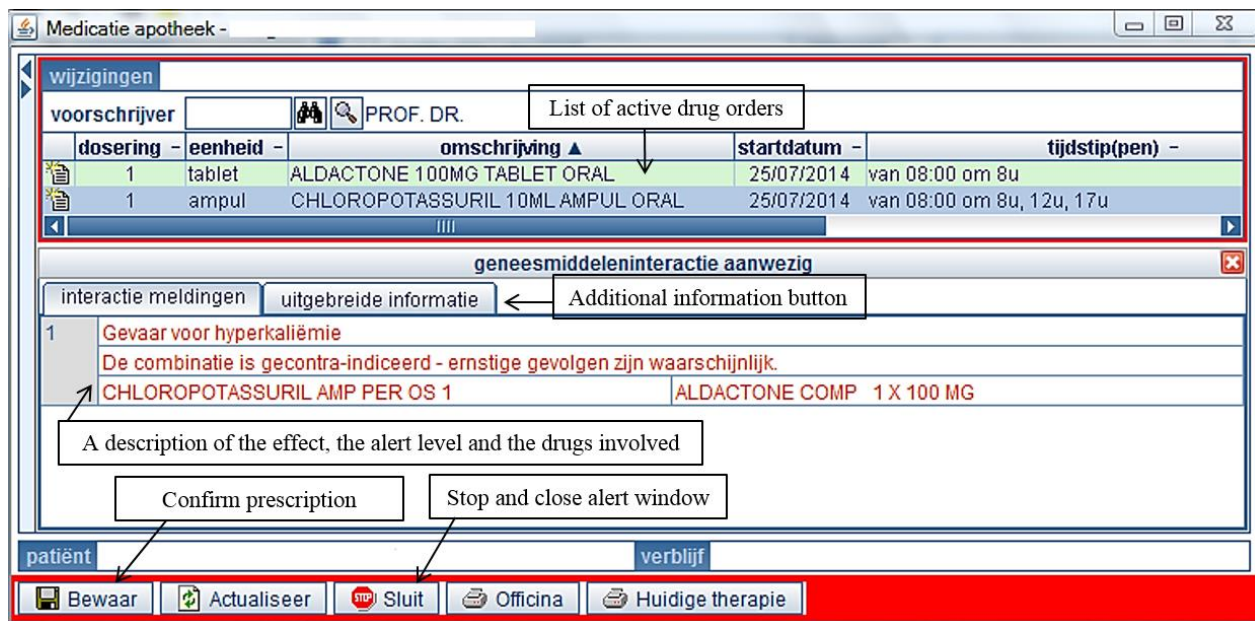 Medicatie apotheek -
wijzigingen
voorschrijver PROF. DR. List of active drug orders
dosering - eenheid - omschrijving ▲ startdatum - tijdstip(pen) -
1 tablet ALDACTONE 100MG TABLET ORAL 25/07/2014 van 08:00 om 8u
1 ampul CHLOROPOTASSURIL 10ML AMPUL ORAL 25/07/2014 van 08:00 om 8u, 12u, 17u
geneesmiddeleninteractie aanwezig
interactie meldingen uitgebreide informatie Additional information button
1 Gevaar voor hyperkaliëmie
De combinatie is gecontra-indiceerd - ernstige gevolgen zijn waarschijnlijk.
CHLOROPOTASSURIL AMP PER OS 1 ALDACTONE COMP 1 X 100 MG
A description of the effect, the alert level and the drugs involved
Confirm prescription Stop and close alert window
patiënt verblijf
Bewaar Actualiseer STOP Sluit Officina Huidige therapie